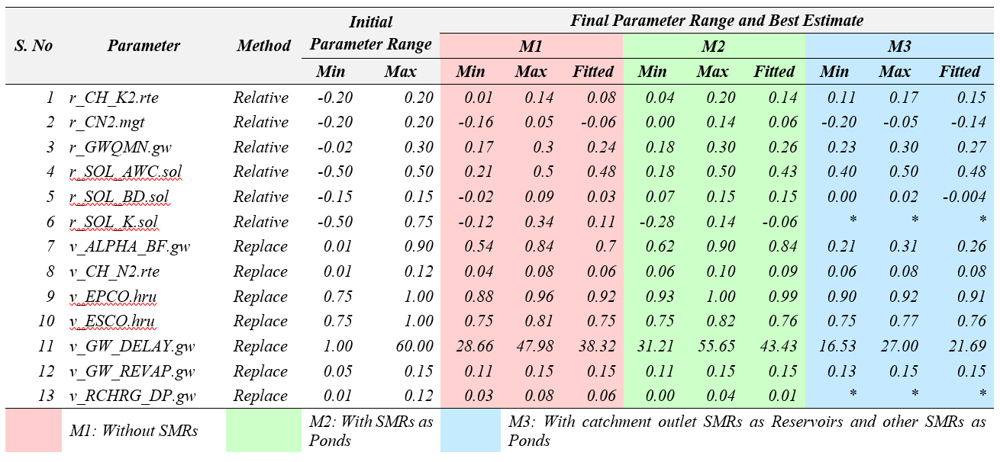 S. No Parameter Method Initial Parameter Range Final Parameter Range and Best Estimate
M1 M2 M3
Min Max Min Max Fitted Min Max Fitted Min Max Fitted
1 r_CH_K2.rte Relative -0.20 0.20 0.01 0.14 0.08 0.04 0.20 0.14 0.11 0.17 0.15
2 r_CN2.mgt Relative -0.20 0.20 -0.16 0.05 -0.06 0.00 0.14 0.06 -0.20 -0.05 -0.14
3 r_GWQMN.gw Relative -0.02 0.30 0.17 0.3 0.24 0.18 0.30 0.26 0.23 0.30 0.27
4 r_SOL_AWC.sol Relative -0.50 0.50 0.21 0.5 0.48 0.18 0.50 0.43 0.40 0.50 0.48
5 r_SOL_BD.sol Relative -0.15 0.15 -0.02 0.09 0.03 0.07 0.15 0.15 0.00 0.02 -0.004
6 r_SOL_K.sol Relative -0.50 0.75 -0.12 0.34 0.11 -0.28 0.14 -0.06 * * *
7 v_ALPHA_BF.gw Replace 0.01 0.90 0.54 0.84 0.7 0.62 0.90 0.84 0.21 0.31 0.26
8 v_CH_N2.rte Replace 0.01 0.12 0.04 0.08 0.06 0.06 0.10 0.09 0.06 0.08 0.08
9 v_EPCO.hru Replace 0.75 1.00 0.88 0.96 0.92 0.93 1.00 0.99 0.90 0.92 0.91
10 v_ESCO.hru Replace 0.75 1.00 0.75 0.81 0.75 0.75 0.82 0.76 0.75 0.77 0.76
11 v_GW_DELAY.gw Replace 1.00 60.00 28.66 47.98 38.32 31.21 55.65 43.43 16.53 27.00 21.69
12 v_GW_REVAP.gw Replace 0.05 0.15 0.11 0.15 0.15 0.11 0.15 0.15 0.13 0.15 0.15
13 v_RCHRG_DP.gw Replace 0.01 0.12 0.03 0.08 0.06 0.00 0.04 0.01 * * *
M1: Without SMRs
M2: With SMRs as
Ponds
M3: With catchment outlet SMRs as Reservoirs and other SMRs as
Ponds